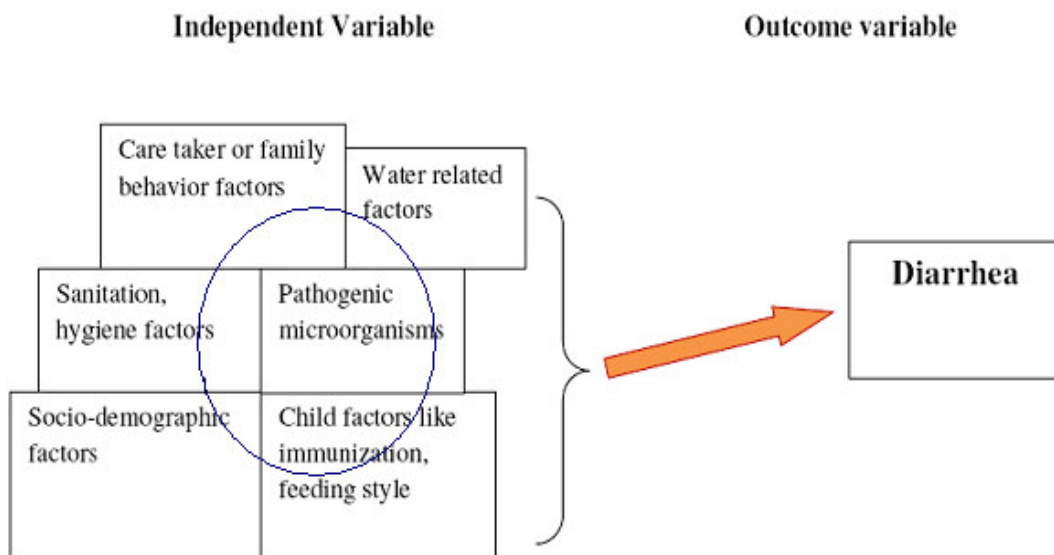 Independent Variable
Outcome variable
Care taker or family
behavior factors
Water related
factors
Sanitation,
hygiene factors
Pathogenic
microorganisms
Socio-demographic
factors
Child factors like
immunization,
feeding style
Diarrhea